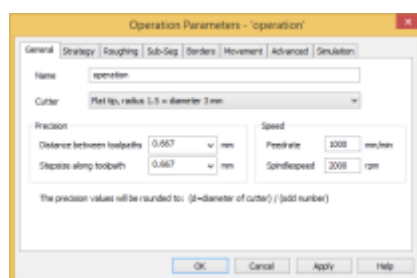 Operation Parameters - 'operation'
General Strategy Roughing Sub-Seg Borders Movement Advanced Simulation
Name operation
Cutter Flat tip, radius 1.5 = diameter 3 mm
Precision Speed
Distance between toolpaths 0.667 mm Feedrate 1000 mm/min
Stepsize along toolpath 0.667 mm Spindlespeed 2000 rpm
The precision values will be rounded to: (d=diameter of cutter) / (odd number)
OK Cancel Apply Help